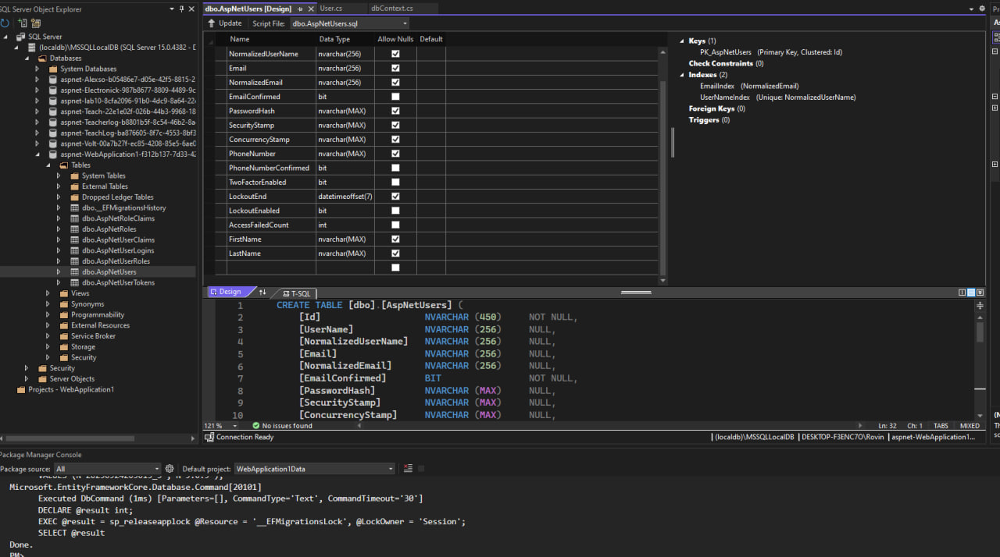 SQL Server Object Explorer
SQL Server
(localdb)\MSSQLLocalDB (SQL Server 15.0.4382 - D
Databases
System Databases
aspnet-Alexso-b05486e7-d05e-42f5-8815-2
aspnet-Electronick-987b8677-8809-4489-9c
aspnet-lab10-8cfa2096-91b0-4dc9-8a64-22
aspnet-Teach-22e1e02f-026b-44b3-9968-18
aspnet-Teacherlog-b8801b5f-8c54-46b2-8a
aspnet-TeachLog-ba876605-8f7c-4553-8bf3
aspnet-Volt-00a7b27f-ec85-4208-85e5-6ae0
aspnet-WebApplication1-f312b137-7d33-42
Tables
System Tables
External Tables
Dropped Ledger Tables
dbo.__EFMigrationsHistory
dbo.AspNetRoleClaims
dbo.AspNetRoles
dbo.AspNetUserClaims
dbo.AspNetUserLogins
dbo.AspNetUserRoles
dbo.AspNetUsers
dbo.AspNetUserTokens
Views
Synonyms
Programmability
External Resources
Service Broker
Storage
Security
Security
Server Objects
Projects - WebApplication1
dbo.AspNetUsers [Design] User.cs dbContext.cs
Update Script File: dbo.AspNetUsers.sql
Name Data Type Allow Nulls Default
NormalizedUserName nvarchar(256)
Email nvarchar(256)
NormalizedEmail nvarchar(256)
EmailConfirmed bit
PasswordHash nvarchar(MAX)
SecurityStamp nvarchar(MAX)
ConcurrencyStamp nvarchar(MAX)
PhoneNumber nvarchar(MAX)
PhoneNumberConfirmed bit
TwoFactorEnabled bit
LockoutEnd datetimeoffset(7)
LockoutEnabled bit
AccessFailedCount int
FirstName nvarchar(MAX)
LastName nvarchar(MAX)
Keys (1)
PK_AspNetUsers (Primary Key, Clustered: Id)
Check Constraints (0)
Indexes (2)
EmailIndex (NormalizedEmail)
UserNameIndex (Unique: NormalizedUserName)
Foreign Keys (0)
Triggers (0)
Design T-SQL
1 CREATE TABLE [dbo].[AspNetUsers] (
2 [Id] NVARCHAR (450) NOT NULL,
3 [UserName] NVARCHAR (256) NULL,
4 [NormalizedUserName] NVARCHAR (256) NULL,
5 [Email] NVARCHAR (256) NULL,
6 [NormalizedEmail] NVARCHAR (256) NULL,
7 [EmailConfirmed] BIT NOT NULL,
8 [PasswordHash] NVARCHAR (MAX) NULL,
9 [SecurityStamp] NVARCHAR (MAX) NULL,
10 [ConcurrencyStamp] NVARCHAR (MAX) NULL,
121 % No issues found Ln: 32 Ch: 1 TABS MIXED
Connection Ready (localdb)\MSSQLLocalDB DESKTOP-F3ENC7O\Rovin aspnet-WebApplication1...
Package Manager Console
Package source: All Default project: WebApplication1Data
Microsoft.EntityFrameworkCore.Database.Command[20101]
Executed DbCommand (1ms) [Parameters=[], CommandType='Text', CommandTimeout='30']
DECLARE @result int;
EXEC @result = sp_releaseapplock @Resource = '__EFMigrationsLock', @LockOwner = 'Session';
SELECT @result
Done.
PM>